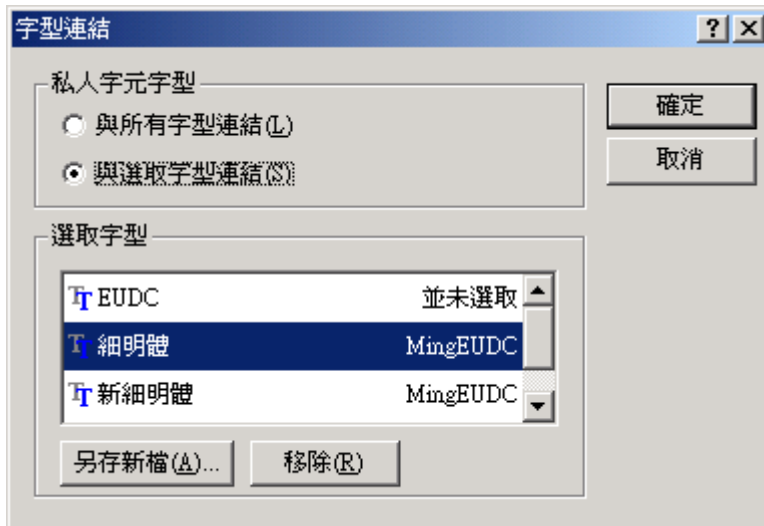 字型連結
私人字元字型
與所有字型連結(L)
與選取字型連結(S)
確定
取消
選取字型
EUDC 並未選取
細明體 MingEUDC
新細明體 MingEUDC
另存新檔(A)... 移除(R)